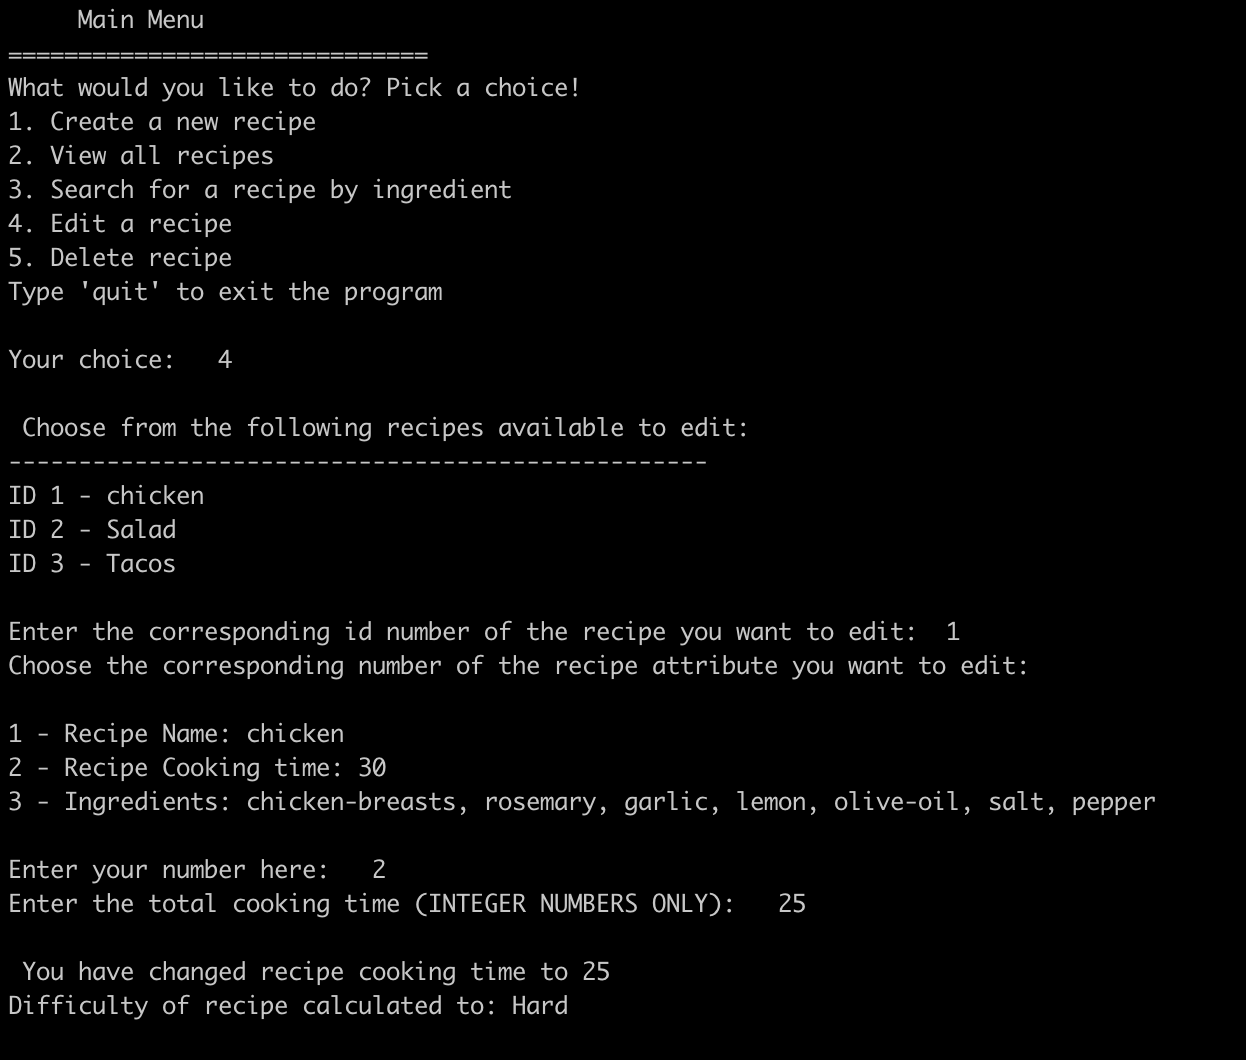 Main Menu
==============================
What would you like to do? Pick a choice!
1. Create a new recipe
2. View all recipes
3. Search for a recipe by ingredient
4. Edit a recipe
5. Delete recipe
Type 'quit' to exit the program
Your choice:   4
Choose from the following recipes available to edit:
--------------------------------------------------
ID 1 - chicken
ID 2 - Salad
ID 3 - Tacos
Enter the corresponding id number of the recipe you want to edit:  1
Choose the corresponding number of the recipe attribute you want to edit:
1 - Recipe Name: chicken
2 - Recipe Cooking time: 30
3 - Ingredients: chicken-breasts, rosemary, garlic, lemon, olive-oil, salt, pepper
Enter your number here:   2
Enter the total cooking time (INTEGER NUMBERS ONLY):   25
You have changed recipe cooking time to 25
Difficulty of recipe calculated to: Hard